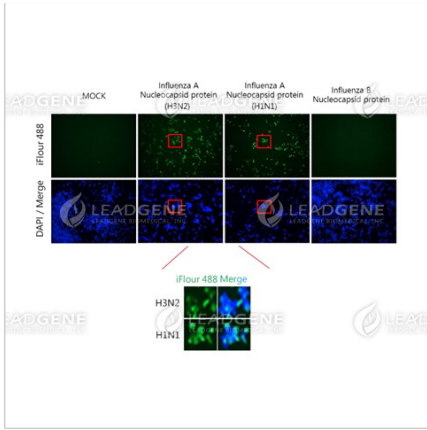 MOCK
Influenza A
Nucleocapsid protein
(H3N2)
Influenza A
Nucleocapsid protein
(H1N1)
Influenza B
Nucleocapsid protein
iFlour 488
DAPI / Merge
LEADGENE
LEADGENE
iFlour 488 Merge
H3N2
H1N1